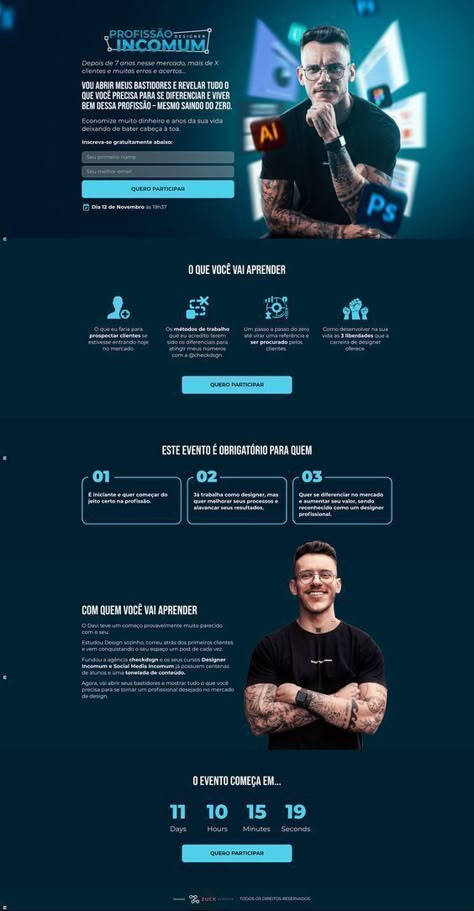 PROFISSÃO
DESIGNER
INCOMUM
Depois de 7 anos nesse mercado, mais de X
clientes e muitos erros e acertos...
VOU ABRIR MEUS BASTIDORES E REVELAR TUDO O
QUE VOCÊ PRECISA PARA SE DIFERENCIAR E VIVER
BEM DESSA PROFISSÃO – MESMO SAINDO DO ZERO.
Economize muito dinheiro e anos da sua vida
deixando de bater cabeça à toa.
Inscreva-se gratuitamente abaixo:
Seu primeiro nome
Seu melhor email
QUERO PARTICIPAR
Dia 12 de Novembro às 19h37
Ai
Ps
O QUE VOCÊ VAI APRENDER
O que eu faria para
prospectar clientes se
estivesse entrando hoje
no mercado.
Os métodos de trabalho
que eu acredito terem
sido os diferenciais para
atingir meus números
com a @checkdsgn.
Um passo a passo do zero
até virar uma referência e
ser procurado pelos
clientes.
Como desenvolver na sua
vida as 3 liberdades que a
carreira de designer
oferece.
QUERO PARTICIPAR
ESTE EVENTO É OBRIGATÓRIO PARA QUEM
01
É iniciante e quer começar do
jeito certo na profissão.
02
Já trabalha como designer, mas
quer melhorar seus processos e
alavancar seus resultados.
03
Quer se diferenciar no mercado
e aumentar seu valor, sendo
reconhecido como um designer
profissional.
COM QUEM VOCÊ VAI APRENDER
O Davi teve um começo provavelmente muito parecido
com o seu.
Estudou Design sozinho, correu atrás dos primeiros clientes
e vem conquistando o seu espaço um post de cada vez.
Fundou a agência checkdsgn e os seus cursos Designer
Incomum e Social Media Incomum já possuem centenas
de alunos e uma tonelada de conteúdo.
Agora, vai abrir seus bastidores e mostrar tudo o que você
precisa para se tornar um profissional desejado no mercado
de design.
O EVENTO COMEÇA EM...
11 10 15 19
Days Hours Minutes Seconds
QUERO PARTICIPAR
ZUCK
TODOS OS DIREITOS RESERVADOS